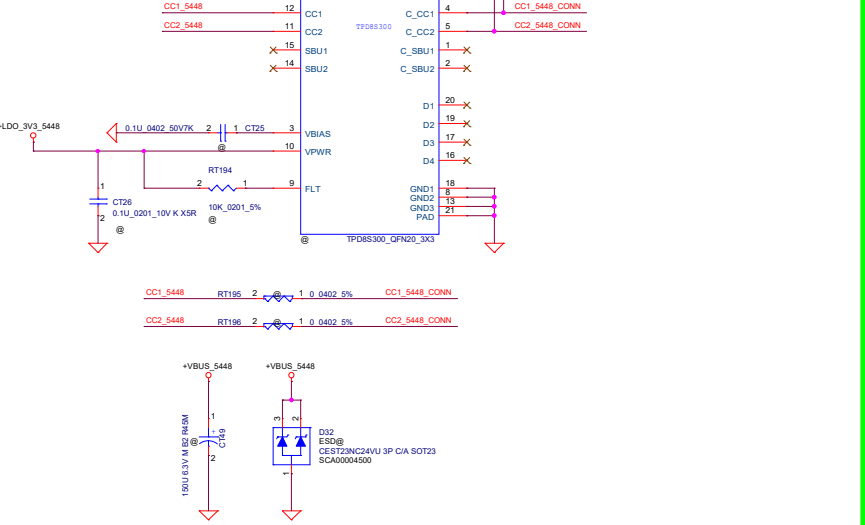 CC1_5448 12 CC1 C_CC1 4 CC1_5448_CONN
CC2_5448 11 CC2 TPD8S300 C_CC2 5 CC2_5448_CONN
15 SBU1 C_SBU1 1
14 SBU2 C_SBU2 2
D1 20
+LDO_3V3_5448 0.1U_0402_50V7K 2 1 CT25 3 VBIAS D2 19
@
10 VPWR D3 17
D4 16
RT194
2 1 9 FLT GND1 18
1 GND2 8
CT26 10K_0201_5% GND3 13
2 0.1U_0201_10V K X5R @ PAD 21
@
@ TPD8S300_QFN20_3X3
CC1_5448 RT195 2 @ 1 0_0402_5% CC1_5448_CONN
CC2_5448 RT196 2 @ 1 0_0402_5% CC2_5448_CONN
+VBUS_5448 +VBUS_5448
1 3 2
150U 6.3V M B2 R45M @ + CT49 D32
ESD@
2 CEST23NC24VU 3P C/A SOT23
SCA00004500
1